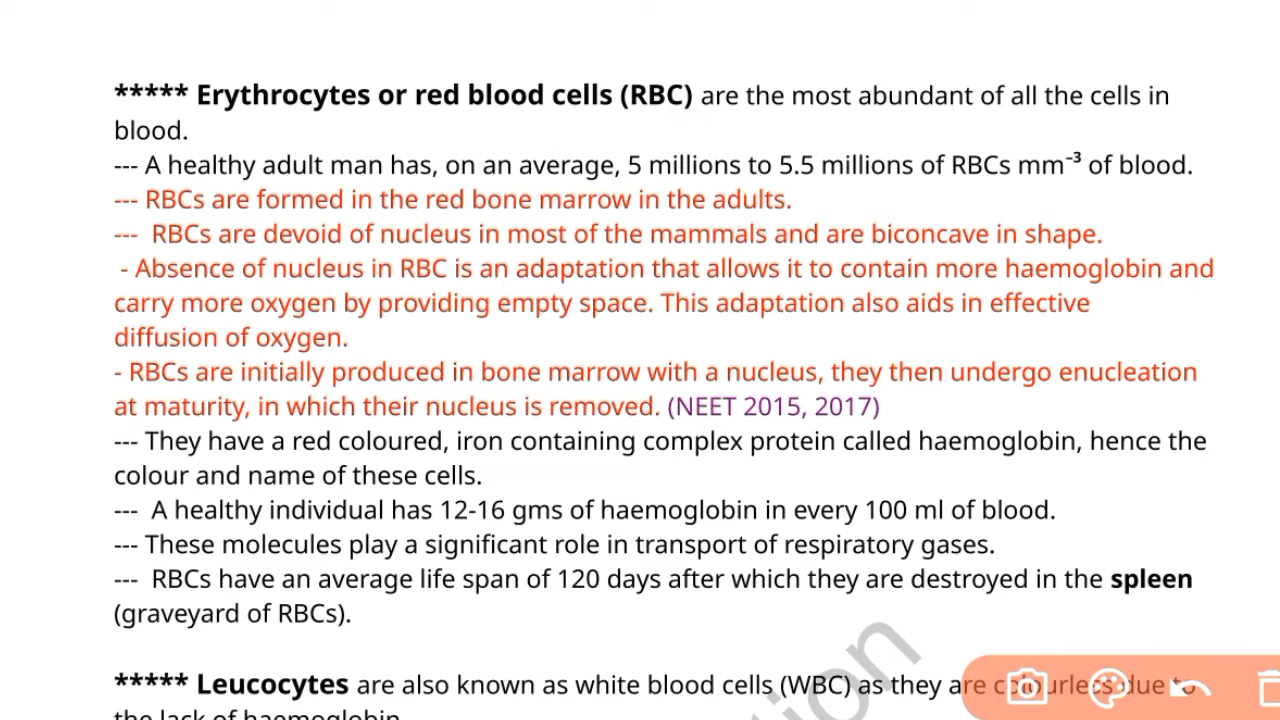 ***** Erythrocytes or red blood cells (RBC) are the most abundant of all the cells in
blood.
--- A healthy adult man has, on an average, 5 millions to 5.5 millions of RBCs mm⁻³ of blood.
--- RBCs are formed in the red bone marrow in the adults.
---  RBCs are devoid of nucleus in most of the mammals and are biconcave in shape.
- Absence of nucleus in RBC is an adaptation that allows it to contain more haemoglobin and
carry more oxygen by providing empty space. This adaptation also aids in effective
diffusion of oxygen.
- RBCs are initially produced in bone marrow with a nucleus, they then undergo enucleation
at maturity, in which their nucleus is removed. (NEET 2015, 2017)
--- They have a red coloured, iron containing complex protein called haemoglobin, hence the
colour and name of these cells.
---  A healthy individual has 12-16 gms of haemoglobin in every 100 ml of blood.
--- These molecules play a significant role in transport of respiratory gases.
---  RBCs have an average life span of 120 days after which they are destroyed in the spleen
(graveyard of RBCs).
***** Leucocytes are also known as white blood cells (WBC) as they are colourless due to
the lack of haemoglobin